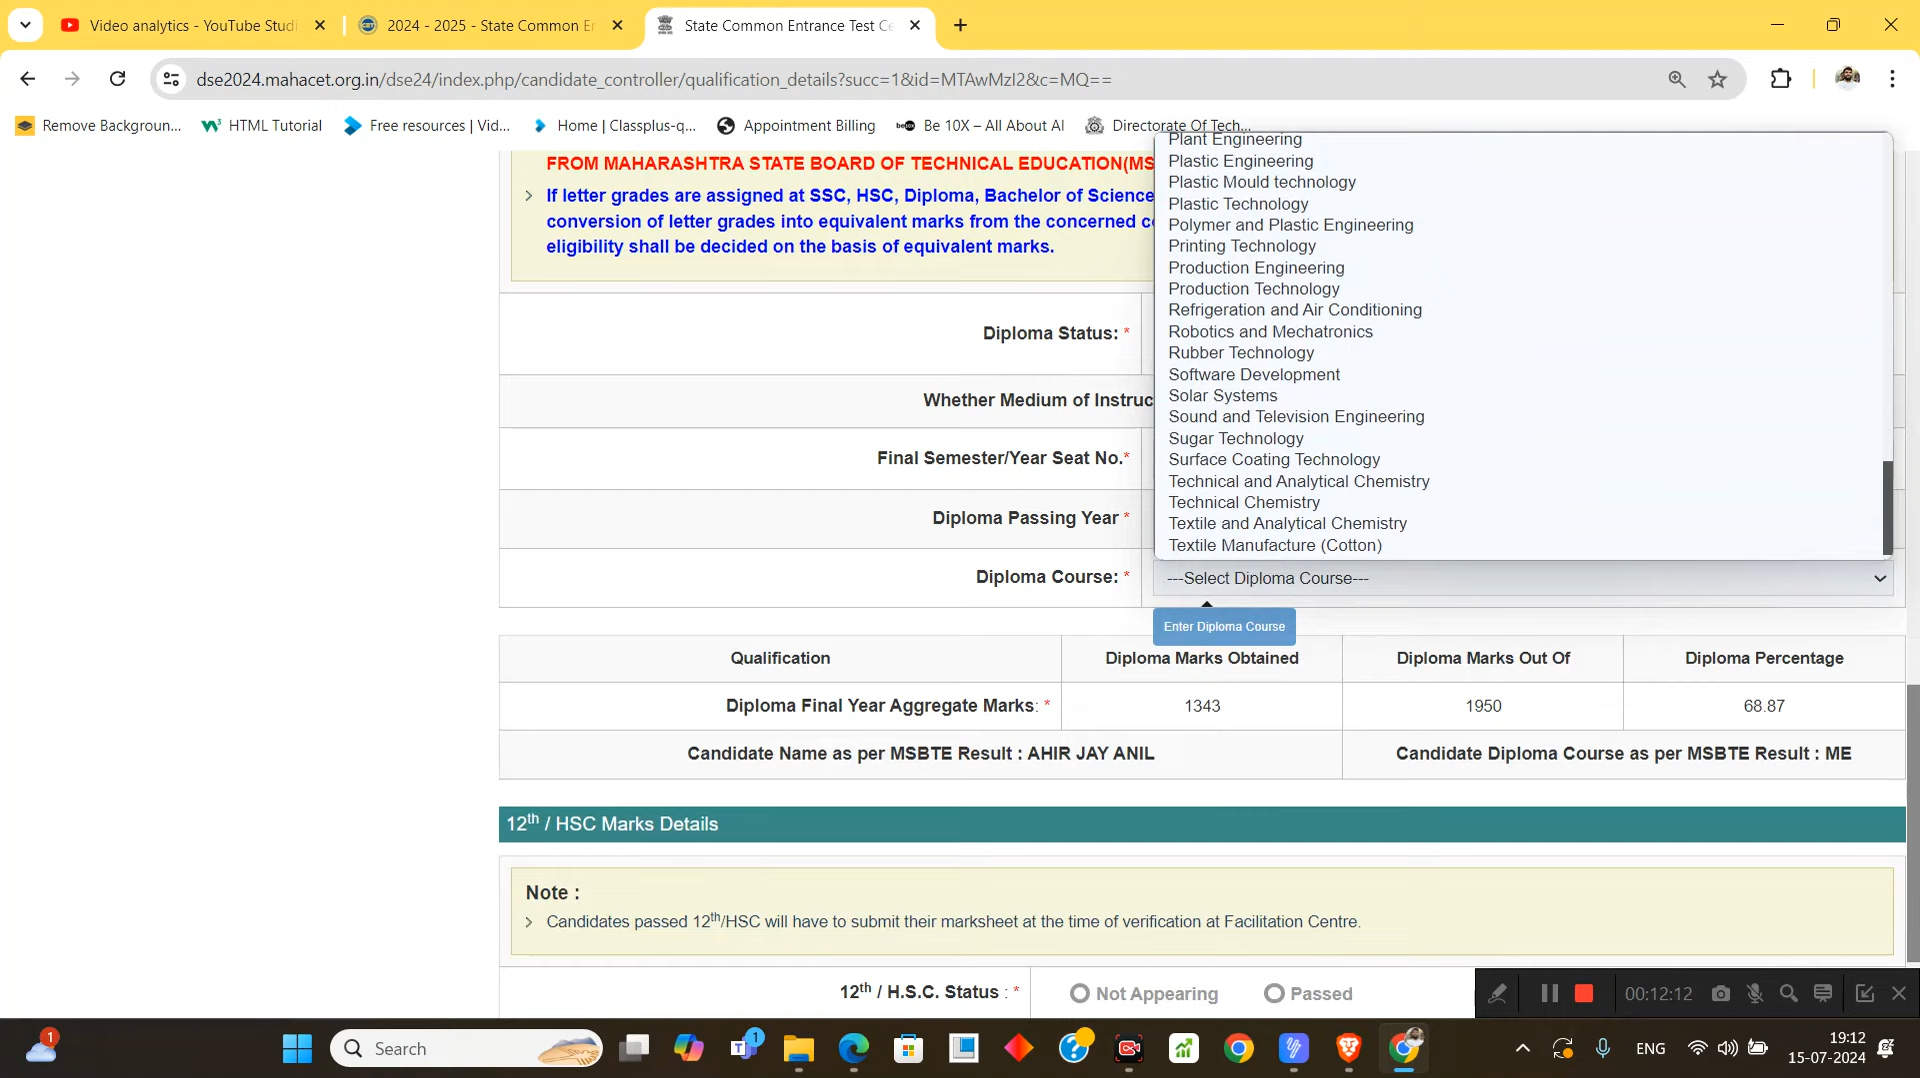 Video analytics - YouTube Studi
2024 - 2025 - State Common En
State Common Entrance Test Ce
dse2024.mahacet.org.in/dse24/index.php/candidate_controller/qualification_details?succ=1&id=MTAwMzI2&c=MQ==
Remove Backgroun...
HTML Tutorial
Free resources | Vid...
Home | Classplus-q...
Appointment Billing
Be 10X – All About AI
Directorate Of Tech...
FROM MAHARASHTRA STATE BOARD OF TECHNICAL EDUCATION(MS
If letter grades are assigned at SSC, HSC, Diploma, Bachelor of Science
conversion of letter grades into equivalent marks from the concerned
eligibility shall be decided on the basis of equivalent marks.
Plant Engineering
Plastic Engineering
Plastic Mould technology
Plastic Technology
Polymer and Plastic Engineering
Printing Technology
Production Engineering
Production Technology
Refrigeration and Air Conditioning
Robotics and Mechatronics
Rubber Technology
Software Development
Solar Systems
Sound and Television Engineering
Sugar Technology
Surface Coating Technology
Technical and Analytical Chemistry
Technical Chemistry
Textile and Analytical Chemistry
Textile Manufacture (Cotton)
Diploma Status: *
Whether Medium of Instruc
Final Semester/Year Seat No.*
Diploma Passing Year *
Diploma Course: *
---Select Diploma Course---
Enter Diploma Course
Qualification
Diploma Marks Obtained
Diploma Marks Out Of
Diploma Percentage
Diploma Final Year Aggregate Marks: *
1343
1950
68.87
Candidate Name as per MSBTE Result : AHIR JAY ANIL
Candidate Diploma Course as per MSBTE Result : ME
12th / HSC Marks Details
Note :
Candidates passed 12th/HSC will have to submit their marksheet at the time of verification at Facilitation Centre.
12th / H.S.C. Status : *
Not Appearing
Passed
00:12:12
1
Search
1
ENG
19:12
15-07-2024